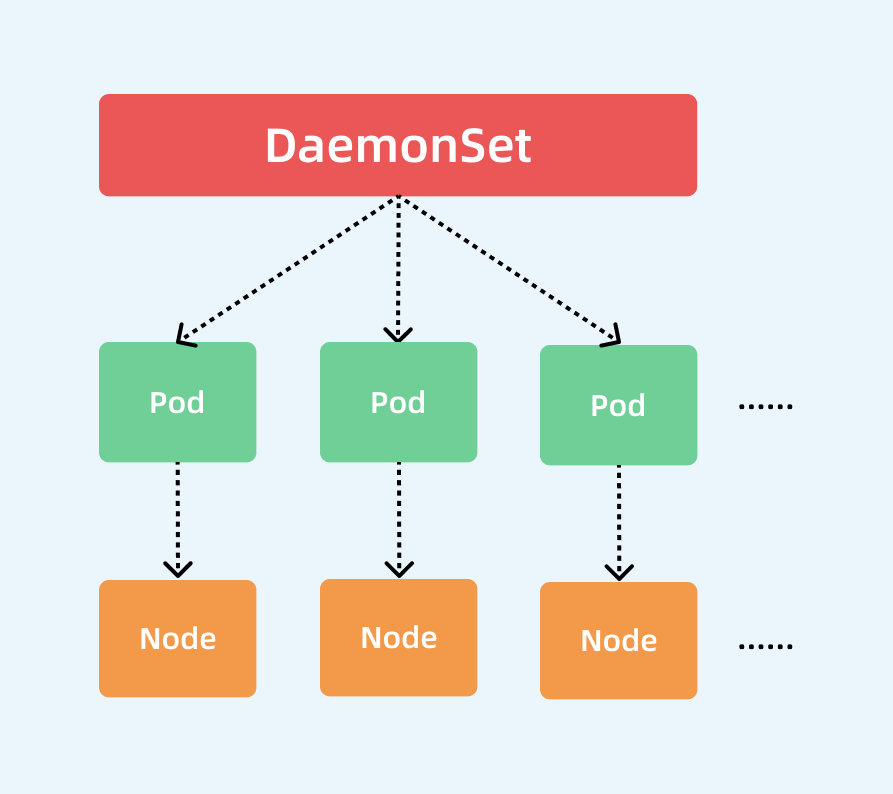 DaemonSet
Pod
Pod
Pod
......
Node
Node
Node
......